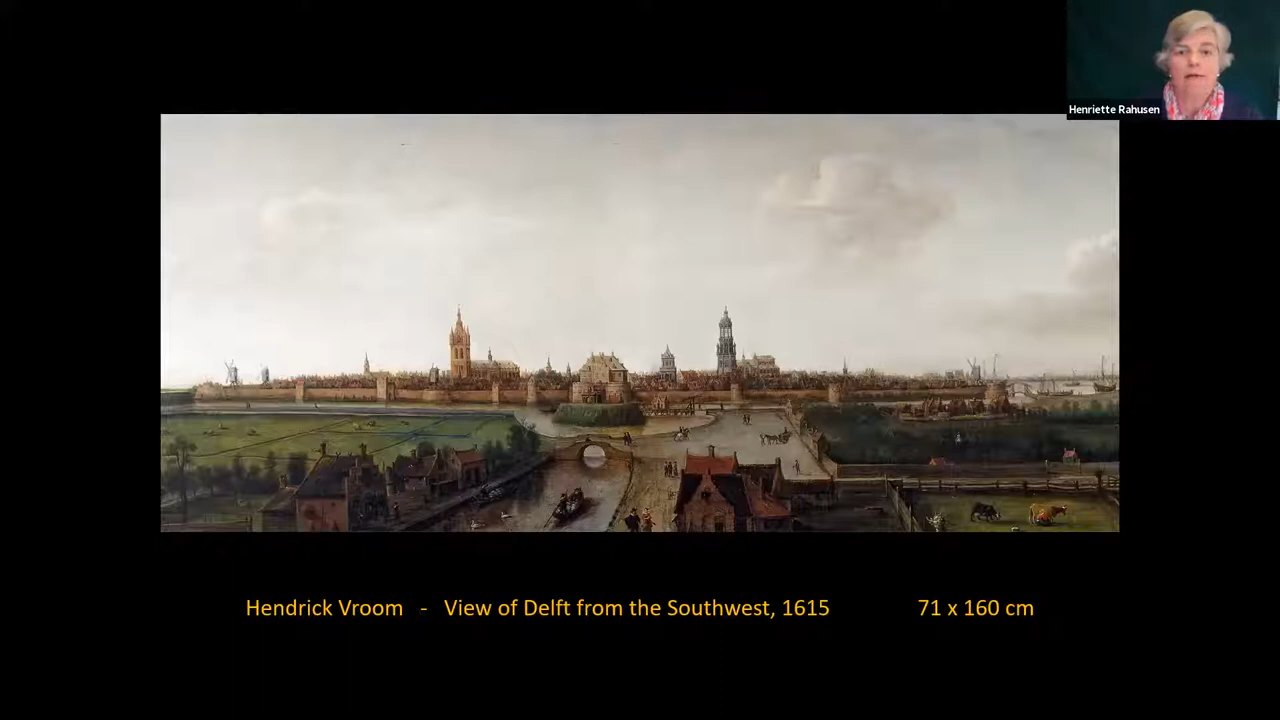 Henriette Rahusen
Hendrick Vroom - View of Delft from the Southwest, 1615 71 x 160 cm